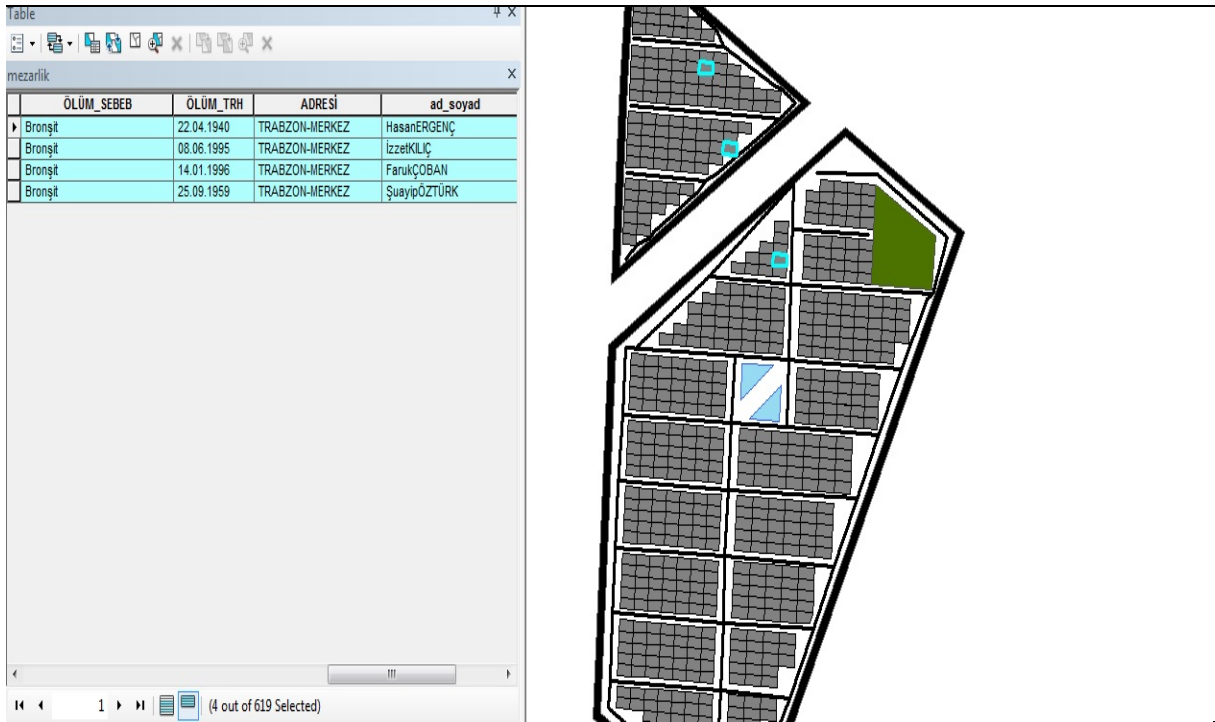 Table
mezarlik
ÖLÜM_SEBEB ÖLÜM_TRH ADRESİ ad_soyad
Bronşit 22.04.1940 TRABZON-MERKEZ HasanERGENÇ
Bronşit 08.06.1995 TRABZON-MERKEZ İzzetKILIÇ
Bronşit 14.01.1996 TRABZON-MERKEZ FarukÇOBAN
Bronşit 25.09.1959 TRABZON-MERKEZ ŞuayipÖZTÜRK
1 (4 out of 619 Selected)